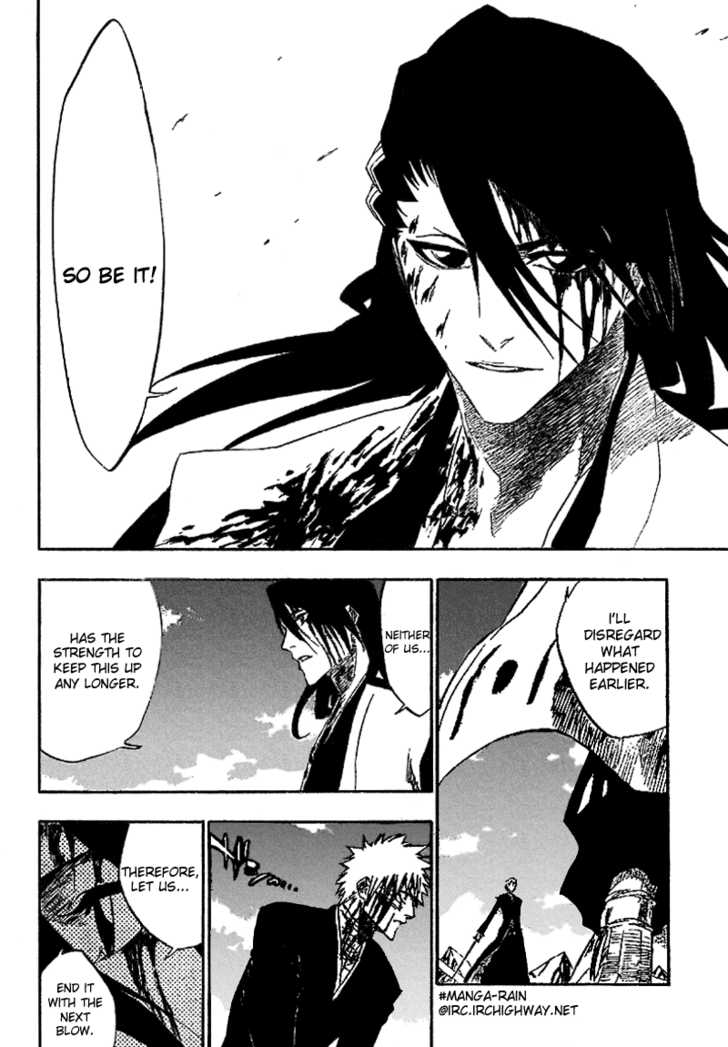 SO BE IT!
I'LL
DISREGARD
WHAT
HAPPENED
EARLIER.
NEITHER
OF US...
HAS THE
STRENGTH TO
KEEP THIS UP
ANY LONGER.
THEREFORE,
LET US...
END IT
WITH THE
NEXT
BLOW.
#MANGA-RAIN
@IRC.IRCHIGHWAY.NET